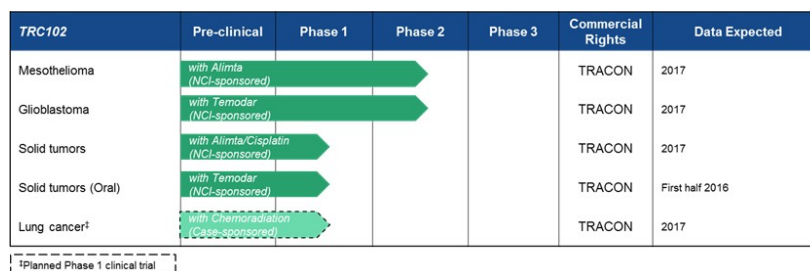 TRC102 Pre-clinical Phase 1 Phase 2 Phase 3 Commercial Rights Data Expected
Mesothelioma with Alimta (NCI-sponsored) TRACON 2017
Glioblastoma with Temodar (NCI-sponsored) TRACON 2017
Solid tumors with Alimta/Cisplatin (NCI-sponsored) TRACON 2017
Solid tumors (Oral) with Temodar (NCI-sponsored) TRACON First half 2016
Lung cancer‡ with Chemoradiation (Case-sponsored) TRACON 2017
‡Planned Phase 1 clinical trial